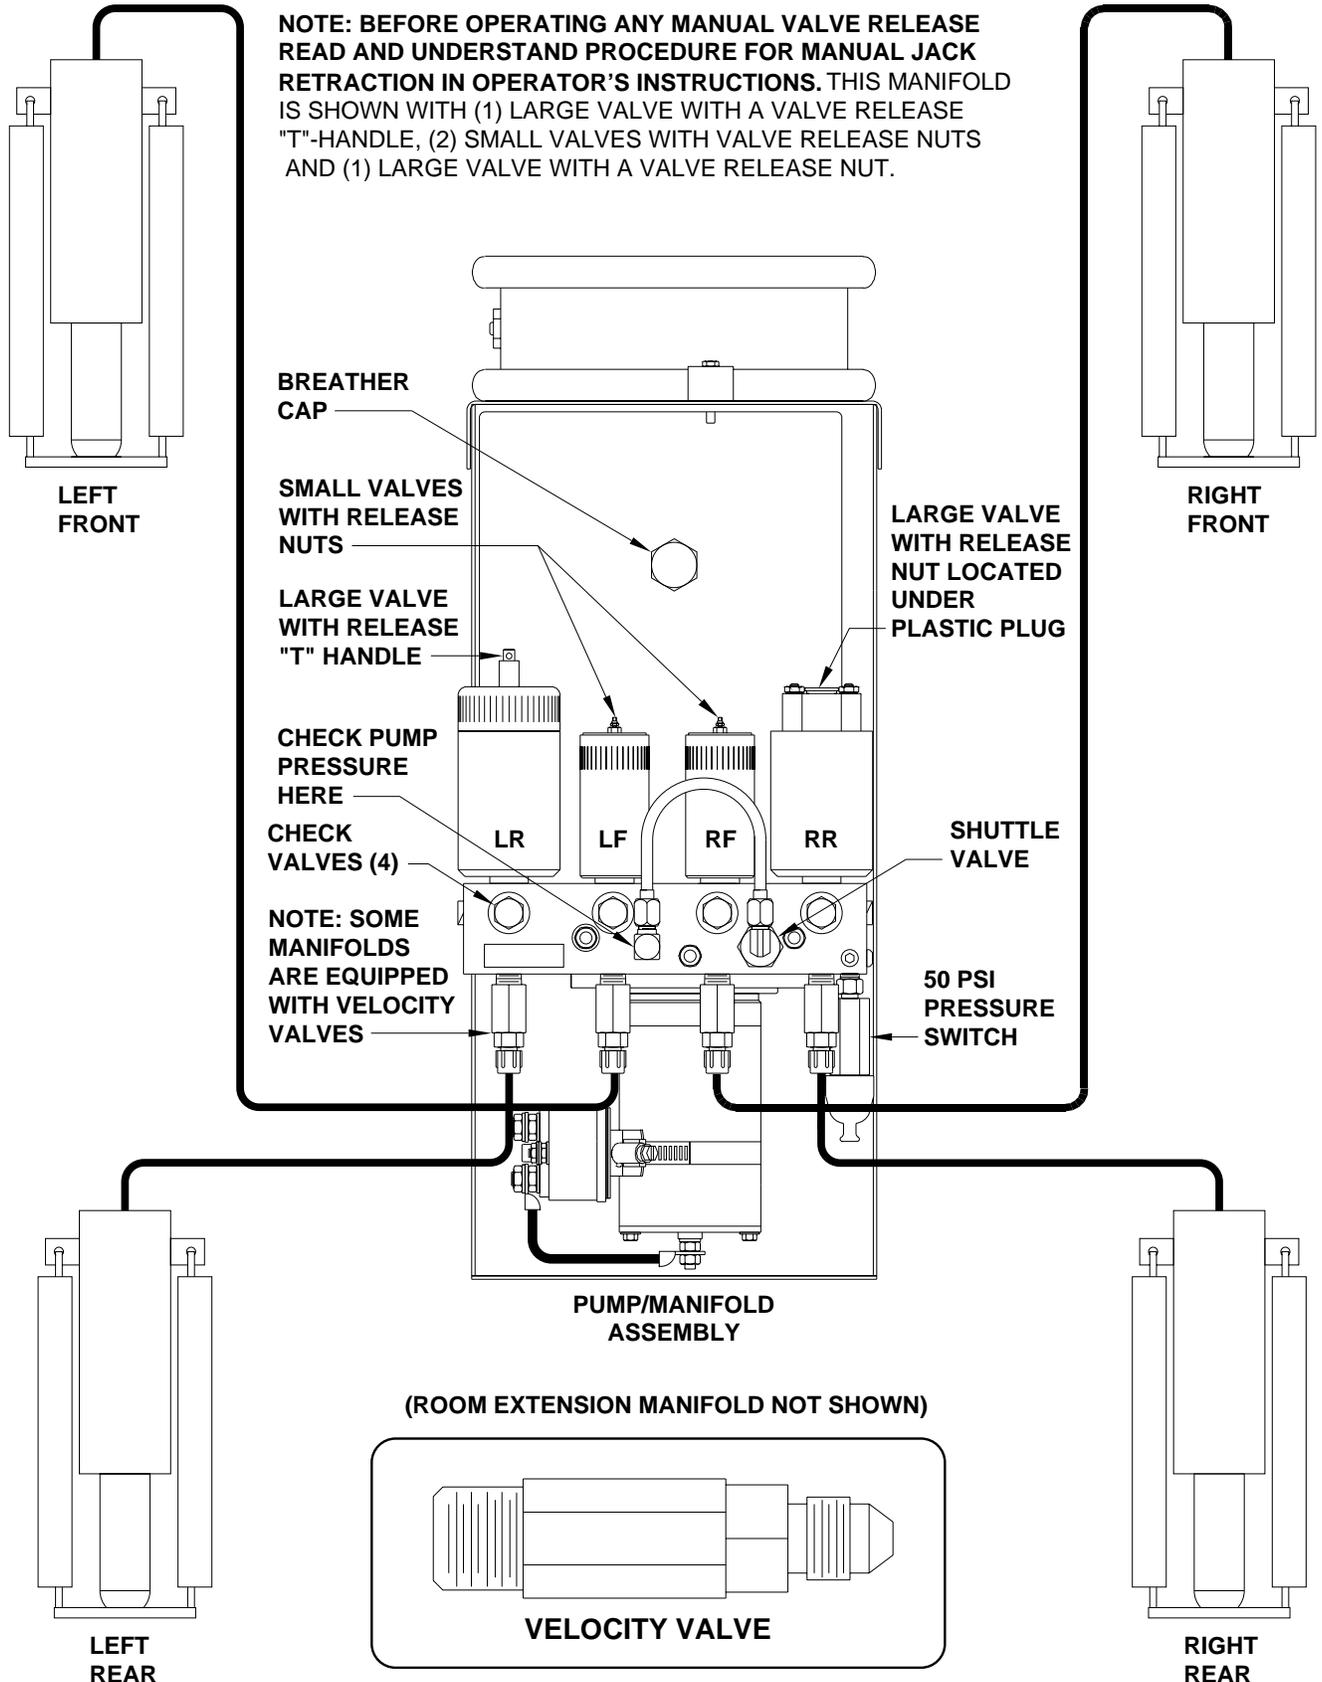 NOTE: BEFORE OPERATING ANY MANUAL VALVE RELEASE
READ AND UNDERSTAND PROCEDURE FOR MANUAL JACK
RETRACTION IN OPERATOR'S INSTRUCTIONS. THIS MANIFOLD
IS SHOWN WITH (1) LARGE VALVE WITH A VALVE RELEASE
"T"-HANDLE, (2) SMALL VALVES WITH VALVE RELEASE NUTS
AND (1) LARGE VALVE WITH A VALVE RELEASE NUT.
BREATHER
CAP
LEFT
FRONT
SMALL VALVES
WITH RELEASE
NUTS
RIGHT
FRONT
LARGE VALVE
WITH RELEASE
NUT LOCATED
UNDER
PLASTIC PLUG
LARGE VALVE
WITH RELEASE
"T" HANDLE
CHECK PUMP
PRESSURE
HERE
CHECK
VALVES (4)
LR
LF
RF
RR
SHUTTLE
VALVE
NOTE: SOME
MANIFOLDS
ARE EQUIPPED
WITH VELOCITY
VALVES
50 PSI
PRESSURE
SWITCH
PUMP/MANIFOLD
ASSEMBLY
(ROOM EXTENSION MANIFOLD NOT SHOWN)
VELOCITY VALVE
LEFT
REAR
RIGHT
REAR